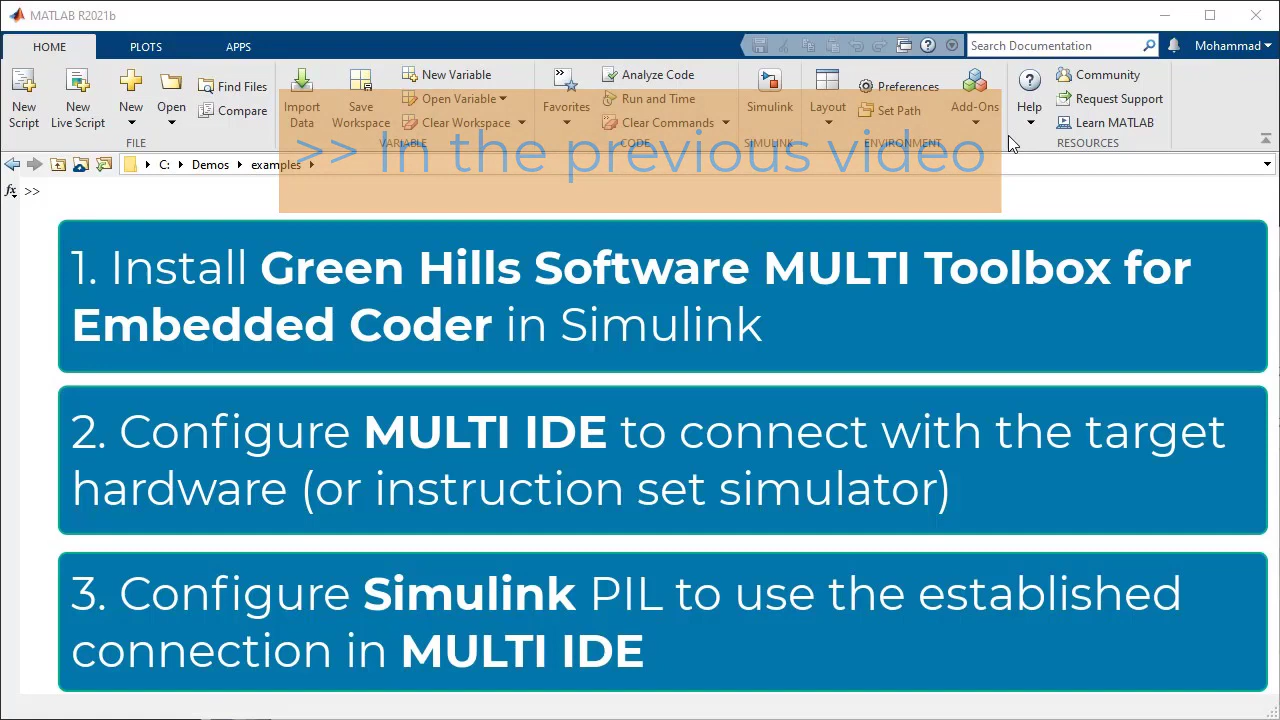 MATLAB R2021b
HOME PLOTS APPS
Search Documentation
Mohammad
New Script
New Live Script
New
Open
Find Files
Compare
FILE
Import Data
Save Workspace
New Variable
Open Variable
Clear Workspace
VARIABLE
Favorites
Analyze Code
Run and Time
Clear Commands
CODE
Simulink
SIMULINK
Layout
Preferences
Set Path
Add-Ons
ENVIRONMENT
Help
Community
Request Support
Learn MATLAB
RESOURCES
>> In the previous video
C: Demos examples
fx >>
1. Install Green Hills Software MULTI Toolbox for
Embedded Coder in Simulink
2. Configure MULTI IDE to connect with the target
hardware (or instruction set simulator)
3. Configure Simulink PIL to use the established
connection in MULTI IDE